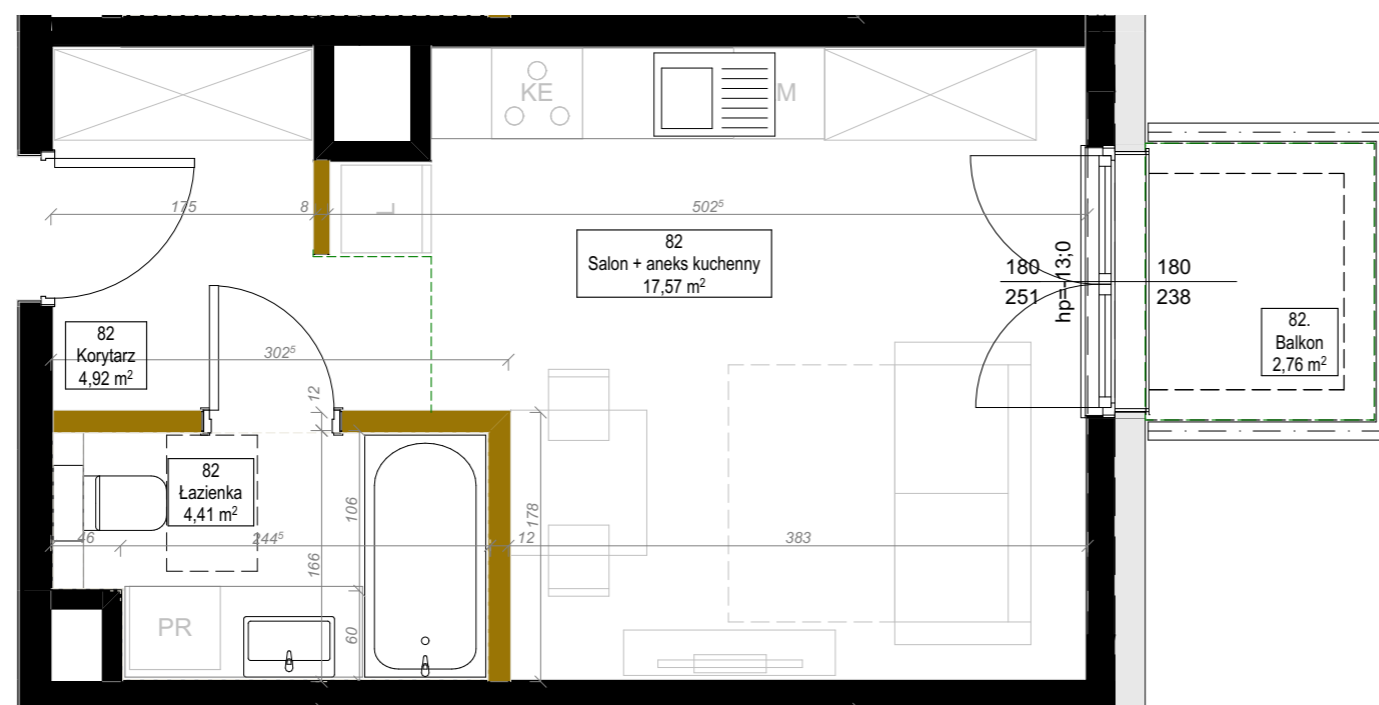 KE
M
L
175
8
502⁵
82
Salon + aneks kuchenny
17,57 m²
180
251
hp=-13,0
180
238
82.
Balkon
2,76 m²
82
Korytarz
4,92 m²
302⁵
12
82
Łazienka
4,41 m²
106
178
46
244⁵
12
383
166
60
PR